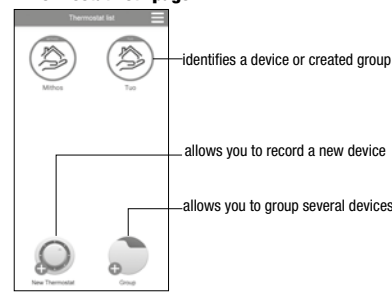 Thermostat list
identifies a device or created group
Mithos
Tuo
allows you to record a new device
allows you to group several devices
New Thermostat
Group